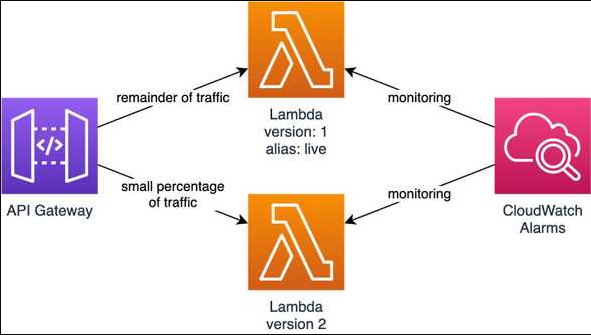 remainder of traffic
monitoring
Lambda
version: 1
alias: live
</>
API Gateway
small percentage
of traffic
monitoring
CloudWatch
Alarms
Lambda
version 2